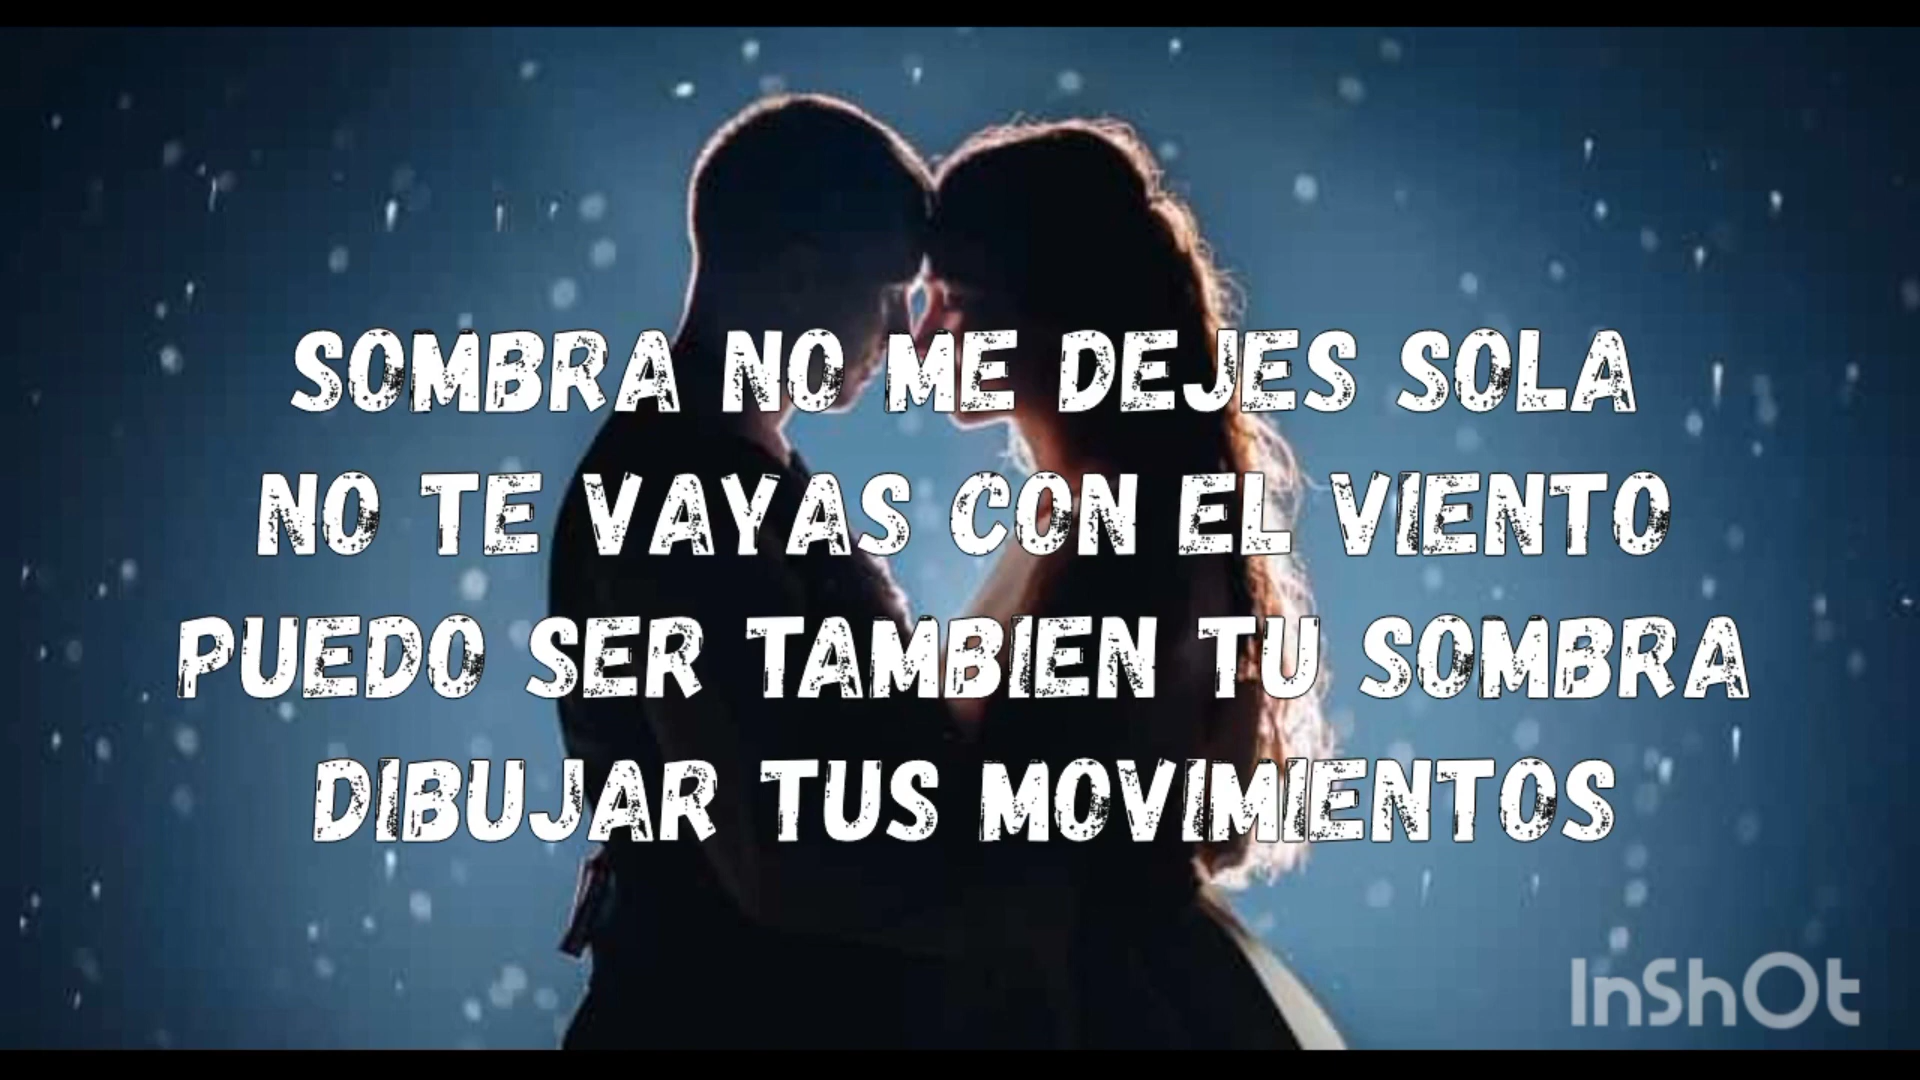 SOMBRA NO ME DEJES SOLA
NO TE VAYAS CON EL VIENTO
PUEDO SER TAMBIEN TU SOMBRA
DIBUJAR TUS MOVIMIENTOS
InShOt